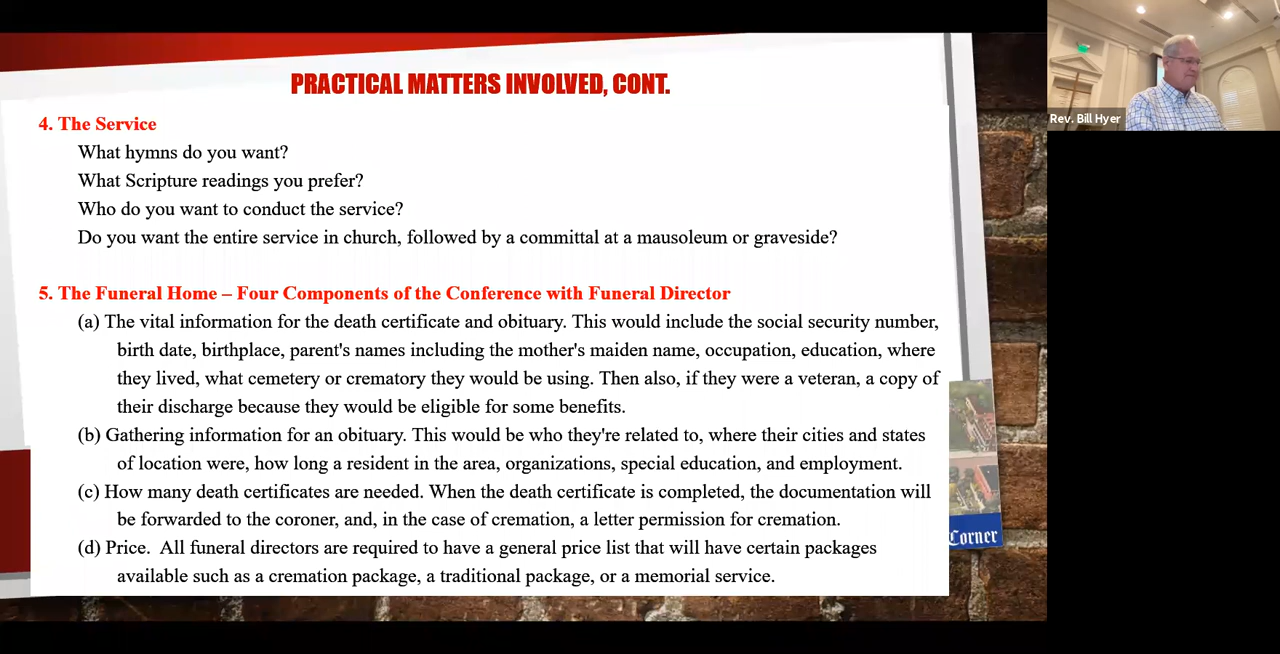 PRACTICAL MATTERS INVOLVED, CONT.
4. The Service
What hymns do you want?
What Scripture readings you prefer?
Who do you want to conduct the service?
Do you want the entire service in church, followed by a committal at a mausoleum or graveside?
5. The Funeral Home – Four Components of the Conference with Funeral Director
(a) The vital information for the death certificate and obituary. This would include the social security number,
birth date, birthplace, parent's names including the mother's maiden name, occupation, education, where
they lived, what cemetery or crematory they would be using. Then also, if they were a veteran, a copy of
their discharge because they would be eligible for some benefits.
(b) Gathering information for an obituary. This would be who they're related to, where their cities and states
of location were, how long a resident in the area, organizations, special education, and employment.
(c) How many death certificates are needed. When the death certificate is completed, the documentation will
be forwarded to the coroner, and, in the case of cremation, a letter permission for cremation.
(d) Price.  All funeral directors are required to have a general price list that will have certain packages
available such as a cremation package, a traditional package, or a memorial service.
Corner
Rev. Bill Hyer